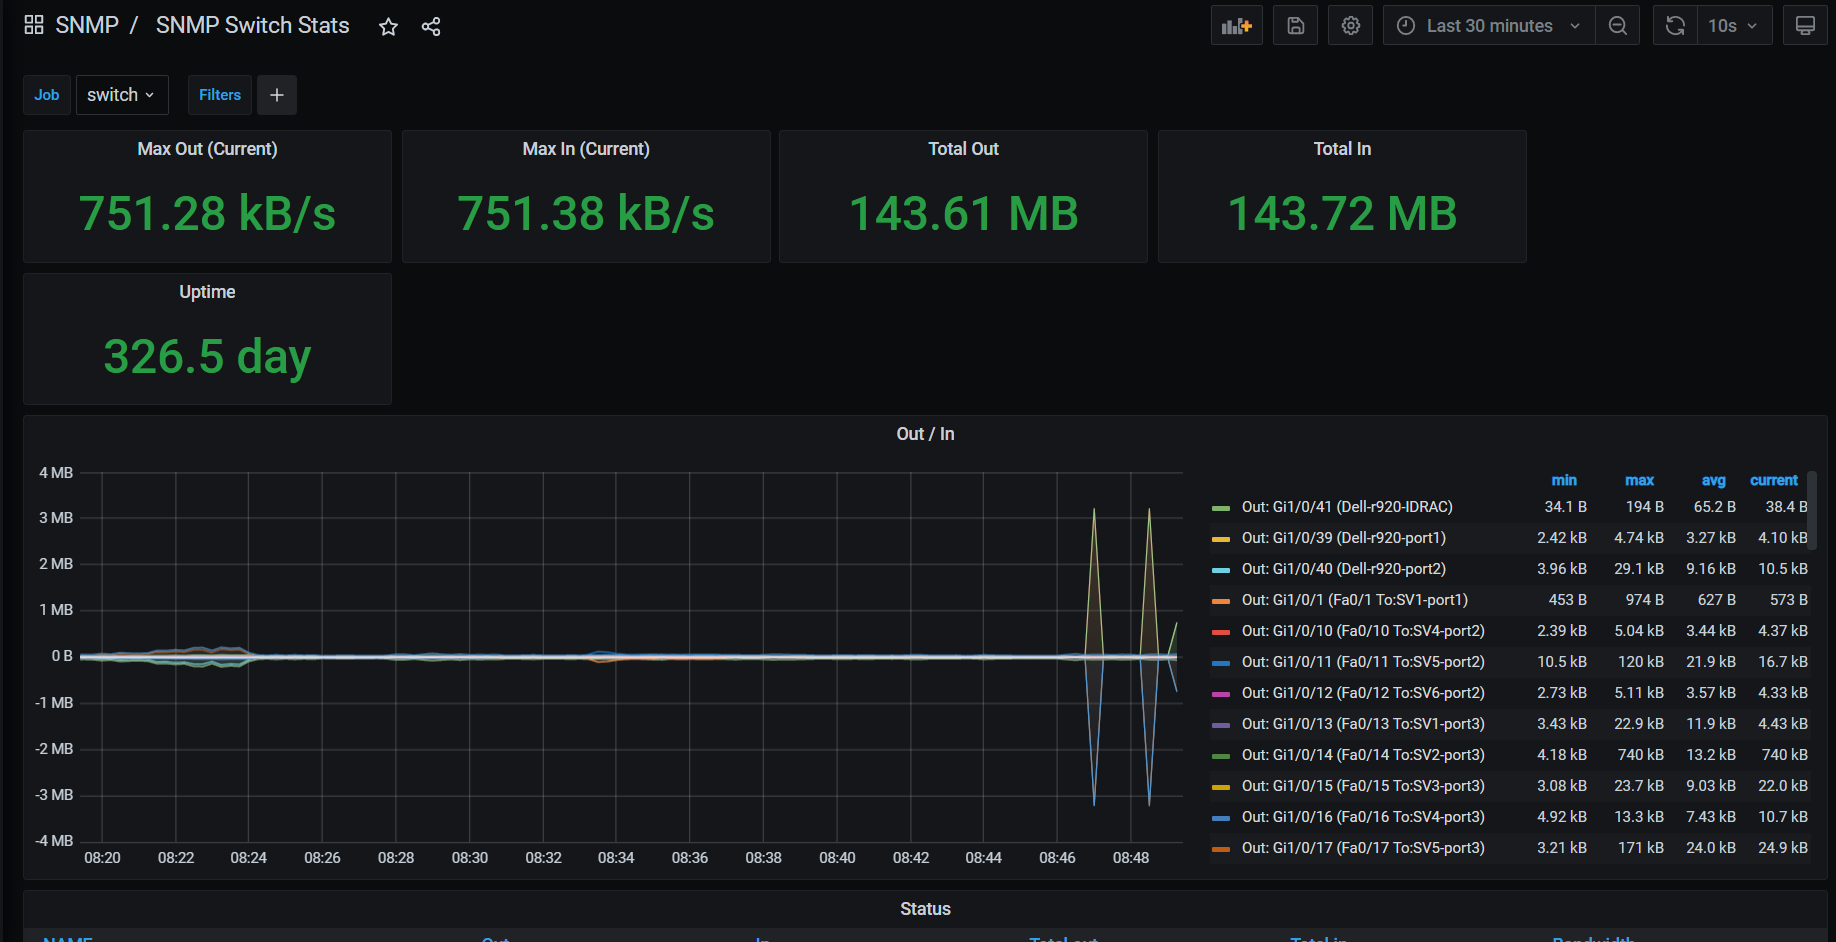 SNMP / SNMP Switch Stats
Last 30 minutes
10s
Job switch Filters +
Max Out (Current)
751.28 kB/s
Max In (Current)
751.38 kB/s
Total Out
143.61 MB
Total In
143.72 MB
Uptime
326.5 day
Out / In
4 MB
3 MB
2 MB
1 MB
0 B
-1 MB
-2 MB
-3 MB
-4 MB
08:20 08:22 08:24 08:26 08:28 08:30 08:32 08:34 08:36 08:38 08:40 08:42 08:44 08:46 08:48
min max avg current
Out: Gi1/0/41 (Dell-r920-IDRAC) 34.1 B 194 B 65.2 B 38.4 B
Out: Gi1/0/39 (Dell-r920-port1) 2.42 kB 4.74 kB 3.27 kB 4.10 kB
Out: Gi1/0/40 (Dell-r920-port2) 3.96 kB 29.1 kB 9.16 kB 10.5 kB
Out: Gi1/0/1 (Fa0/1 To:SV1-port1) 453 B 974 B 627 B 573 B
Out: Gi1/0/10 (Fa0/10 To:SV4-port2) 2.39 kB 5.04 kB 3.44 kB 4.37 kB
Out: Gi1/0/11 (Fa0/11 To:SV5-port2) 10.5 kB 120 kB 21.9 kB 16.7 kB
Out: Gi1/0/12 (Fa0/12 To:SV6-port2) 2.73 kB 5.11 kB 3.57 kB 4.33 kB
Out: Gi1/0/13 (Fa0/13 To:SV1-port3) 3.43 kB 22.9 kB 11.9 kB 4.43 kB
Out: Gi1/0/14 (Fa0/14 To:SV2-port3) 4.18 kB 740 kB 13.2 kB 740 kB
Out: Gi1/0/15 (Fa0/15 To:SV3-port3) 3.08 kB 23.7 kB 9.03 kB 22.0 kB
Out: Gi1/0/16 (Fa0/16 To:SV4-port3) 4.92 kB 13.3 kB 7.43 kB 10.7 kB
Out: Gi1/0/17 (Fa0/17 To:SV5-port3) 3.21 kB 171 kB 24.0 kB 24.9 kB
Status
NAME Out In Total out Total in Bandwidth